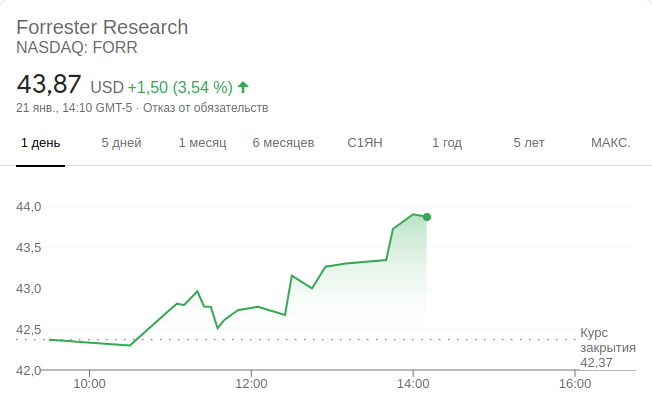 Forrester Research
NASDAQ: FORR
43,87 USD +1,50 (3,54 %)
21 янв., 14:10 GMT-5 · Отказ от обязательств
1 день 5 дней 1 месяц 6 месяцев С1ЯН 1 год 5 лет МАКС.
44,0
43,5
43,0
42,5
42,0
Курс
закрытия
42,37
10:00 12:00 14:00 16:00